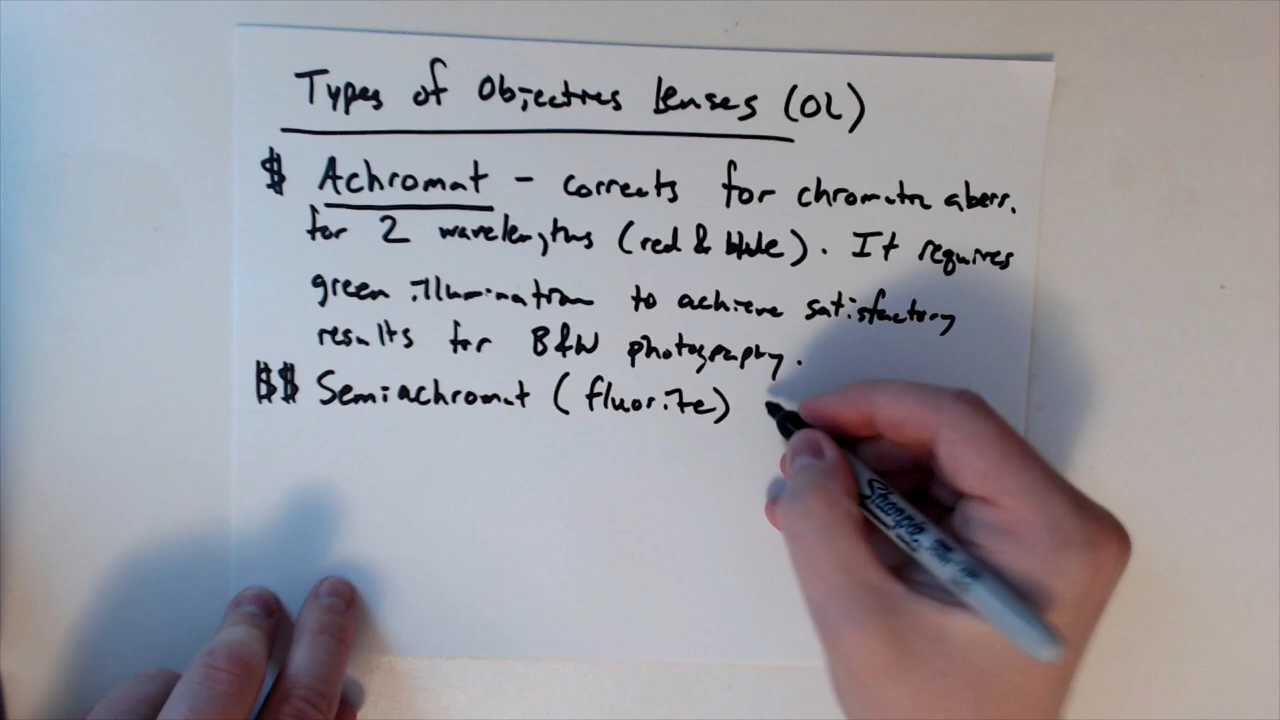 Types of Objectives Lenses (OL)
$ Achromat - corrects for chromatic aberr.
for 2 wavelengths (red & blue). It requires
green illumination to achieve satisfactory
results for B&W photography.
$$ Semiachromat (fluorite)
Sharpie